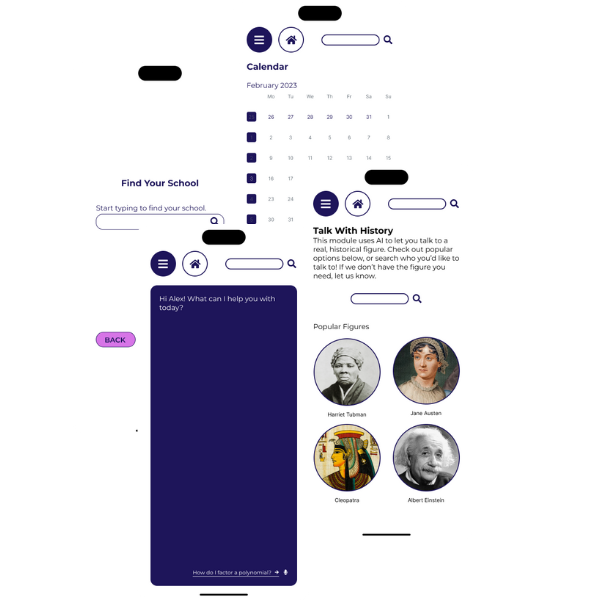 Calendar
February 2023
Mo Tu We Th Fr Sa Su
26 27 28 29 30 31 1
2 3 4 5 6 7 8
9 10 11 12 13 14 15
16 17
23 24
30 31
Find Your School
Start typing to find your school.
BACK
Hi Alex! What can I help you with
today?
How do I factor a polynomial?
Talk With History
This module uses AI to let you talk to a
real, historical figure. Check out popular
options below, or search who you'd like to
talk to! If we don't have the figure you
need, let us know.
Popular Figures
Harriet Tubman
Jane Austen
Cleopatra
Albert Einstein